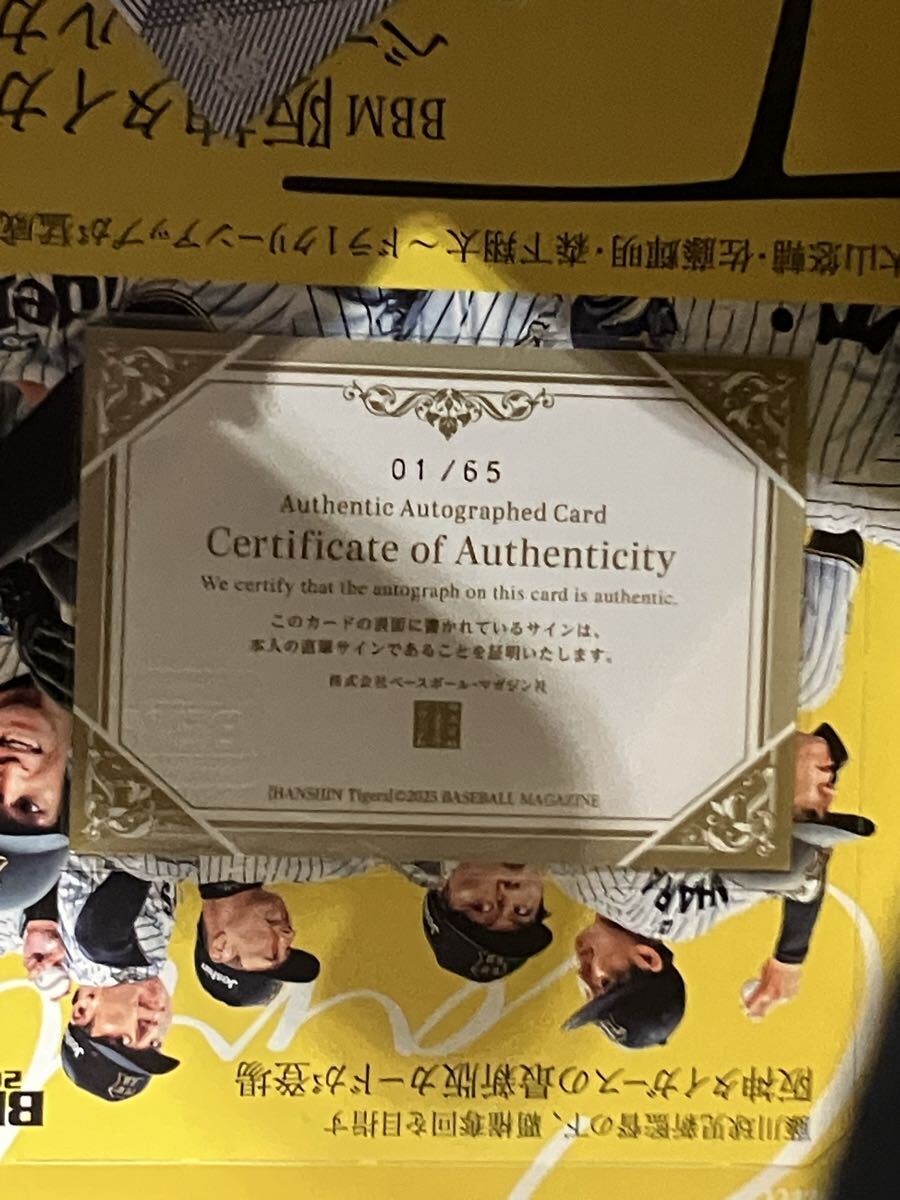 01/65
Authentic Autographed Card
Certificate of Authenticity
We certify that the autograph on this card is authentic.
このカードの表面に書かれているサインは、
本人の直筆サインであることを証明いたします。
株式会社ベースボール・マガジン社
[HANSHIN Tigers]©2025 BASEBALL MAGAZINE
藤川球児新監督の下、覇権奪回を目指す
阪神タイガースの最新版カードが登場
Joshin
Joshin
大山悠輔・佐藤輝明・森下翔太～ドラ1クリーンアップが猛威
BBM阪神タイガ
ベ